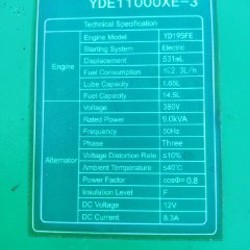 YDE11000XE-3
Technical Specification
Engine
Engine Model YD195FE
Starting System Electric
Displacement 531mL
Fuel Consumption/h ≤2.3L/h
Lube Capacity 1.65L
Fuel Capacity 14.5L
Alternator
Voltage 380V
Rated Power 9.0kVA
Frequency 50Hz
Phase Three
Voltage Distortion Rate ≤10%
Ambient Temperature ≤40℃
Power Factor cosΦ=0.8
Insulation Level F
DC Voltage 12V
DC Current 8.3A